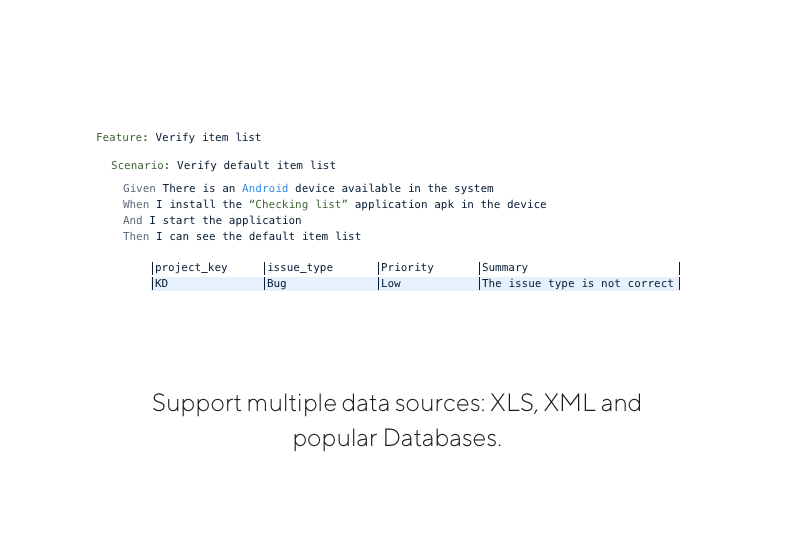 Feature: Verify item list
Scenario: Verify default item list
Given There is an Android device available in the system
When I install the “Checking list” application apk in the device
And I start the application
Then I can see the default item list
|project_key |issue_type |Priority |Summary |
|KD |Bug |Low |The issue type is not correct |
Support multiple data sources: XLS, XML and
popular Databases.